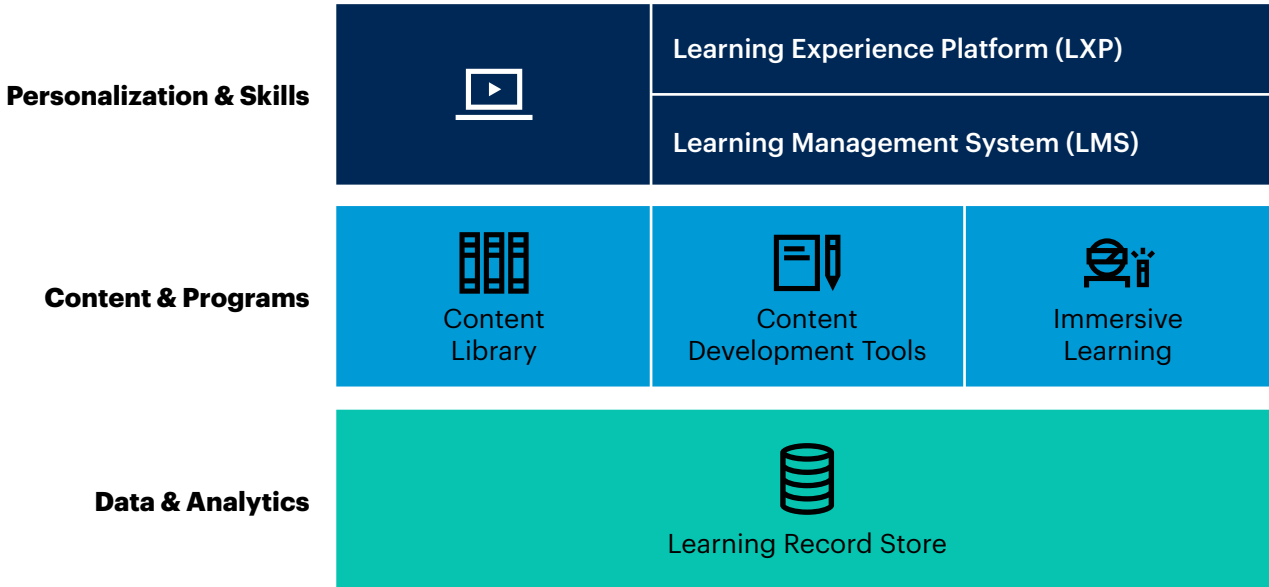 Personalization & Skills
Learning Experience Platform (LXP)
Learning Management System (LMS)
Content & Programs
Content
Library
Content
Development Tools
Immersive
Learning
Data & Analytics
Learning Record Store